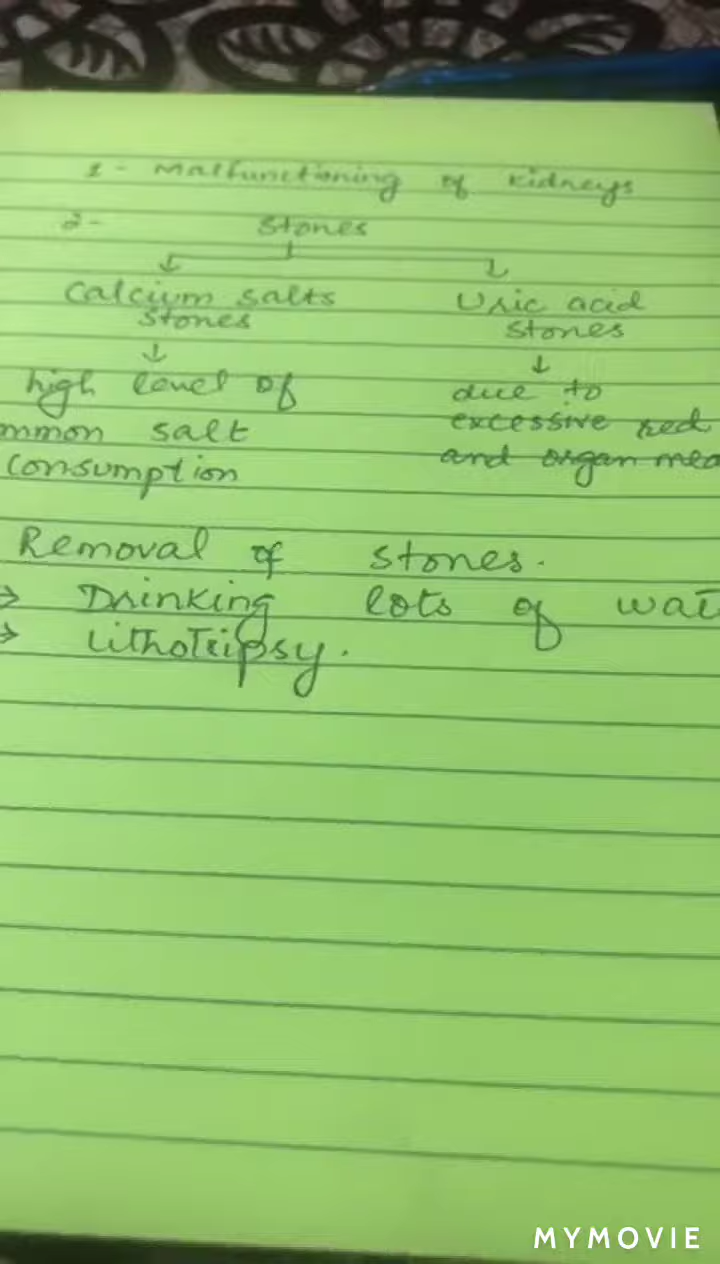 1- Malfunctioning of kidneys
2- Stones
Calcium salts Uric acid
stones stones
high level of due to
mmon salt excessive red
consumption and organ mea
Removal of stones.
→ Drinking lots of wat
→ Lithotripsy.
MYMOVIE